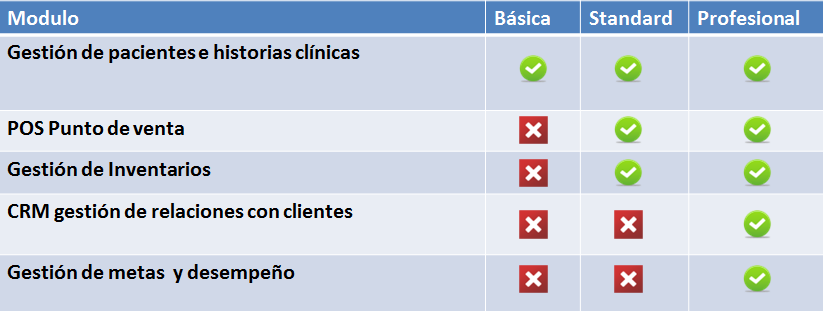 Modulo Básica Standard Profesional
Gestión de pacientes e historias clínicas
POS Punto de venta
Gestión de Inventarios
CRM gestión de relaciones con clientes
Gestión de metas y desempeño